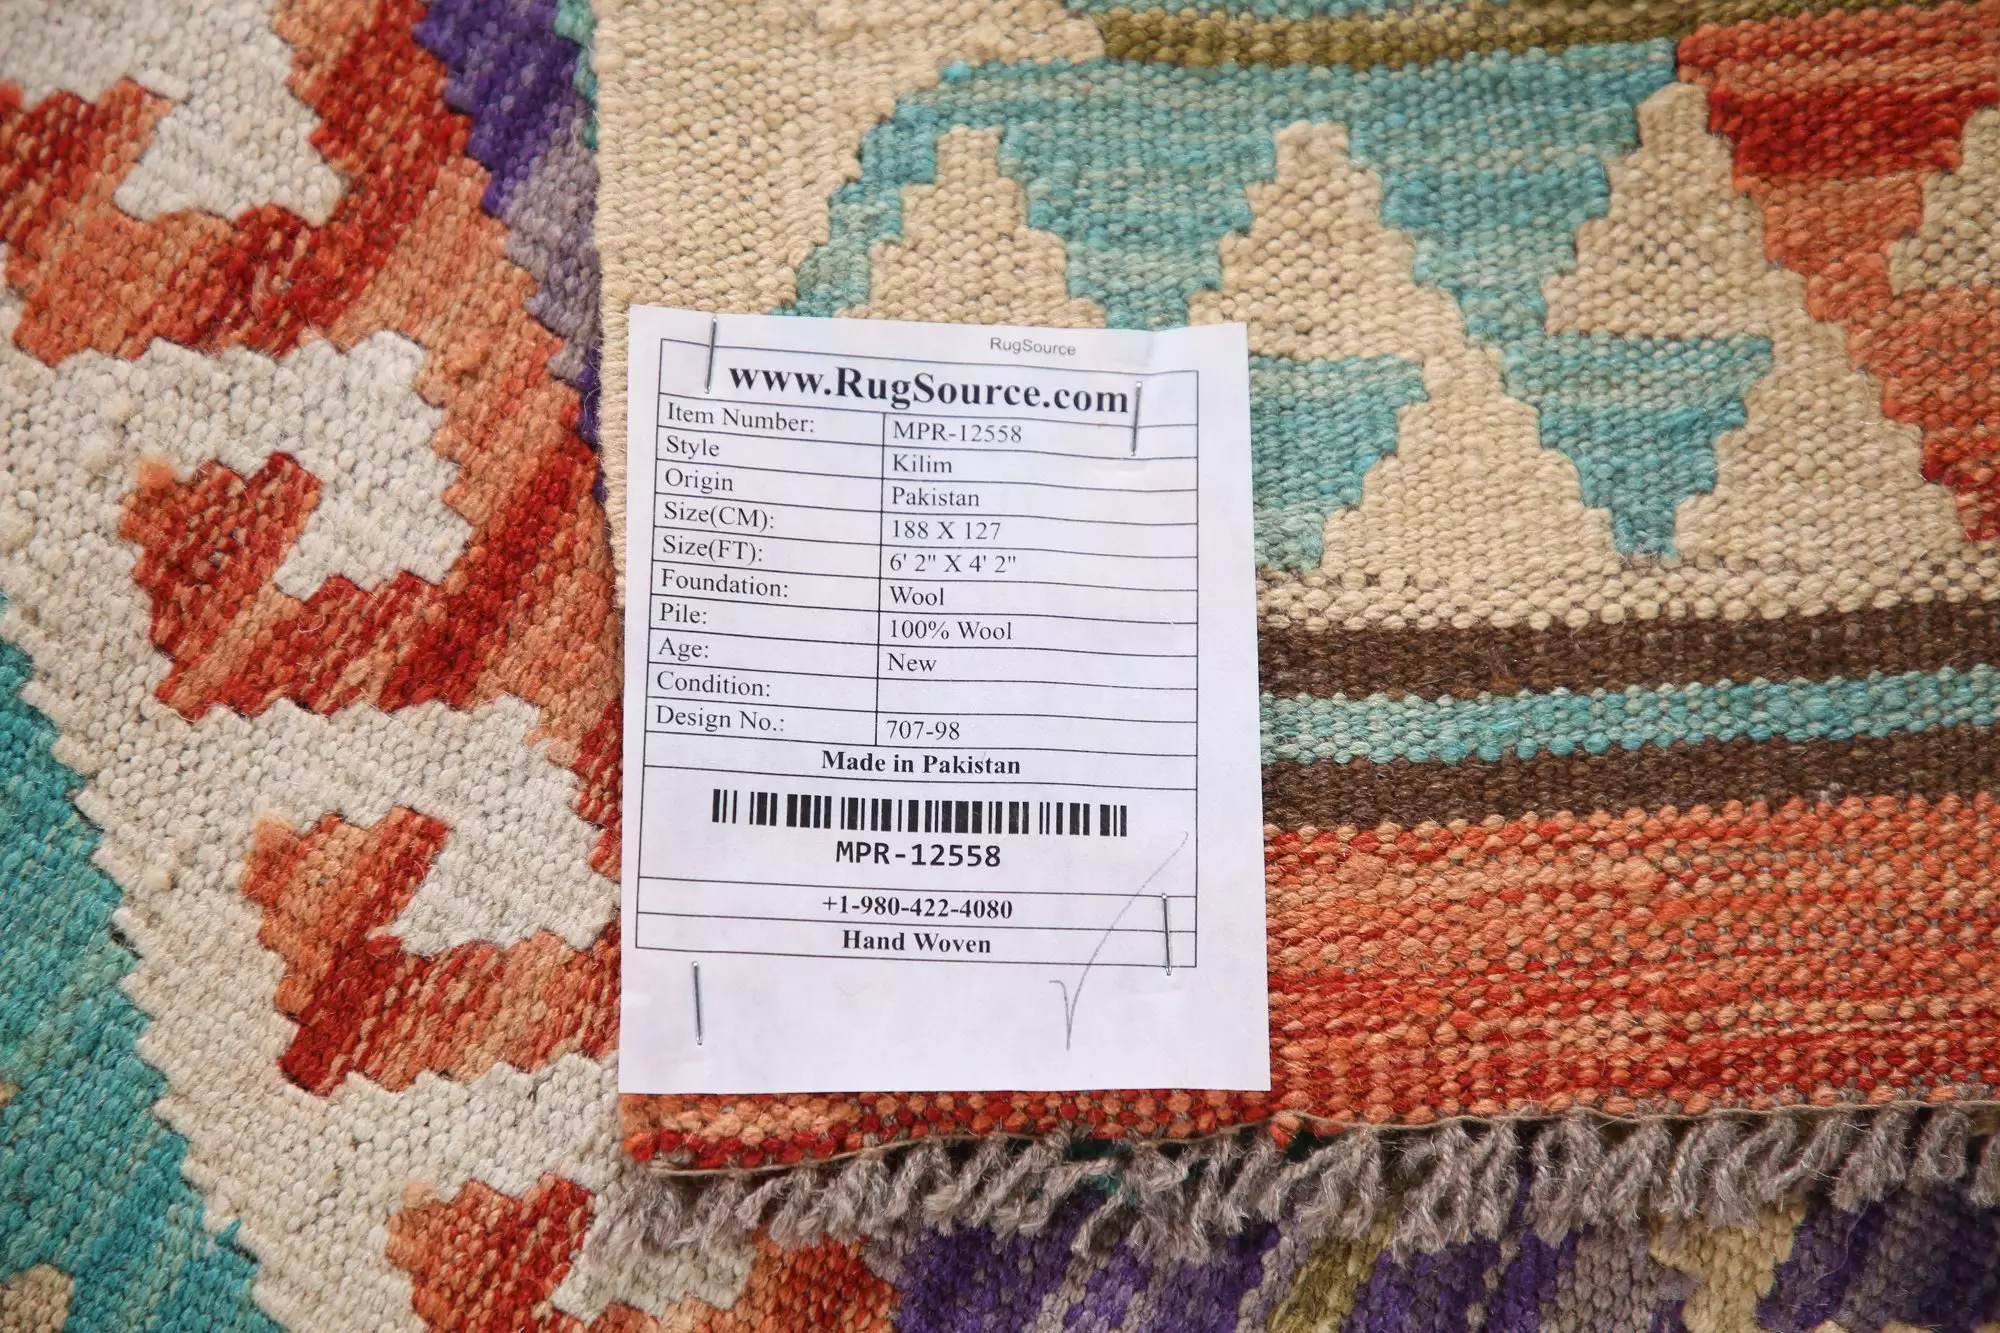 RugSource
www.RugSource.com
Item Number: MPR-12558
Style Kilim
Origin Pakistan
Size(CM): 188 X 127
Size(FT): 6' 2" X 4' 2"
Foundation: Wool
Pile: 100% Wool
Age: New
Condition:
Design No.: 707-98
Made in Pakistan
MPR-12558
+1-980-422-4080
Hand Woven